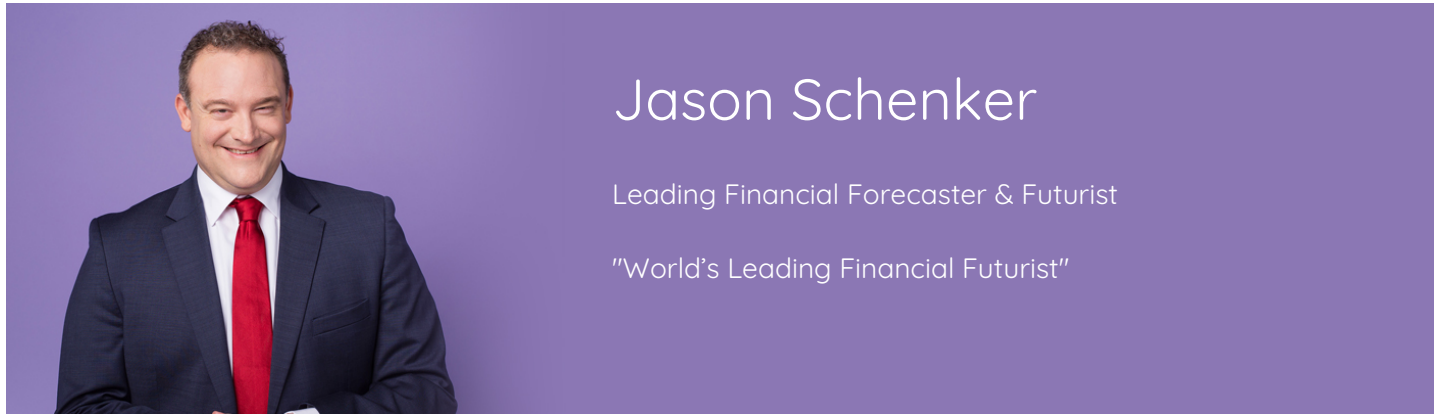 Jason Schenker
Leading Financial Forecaster & Futurist
"World’s Leading Financial Futurist"